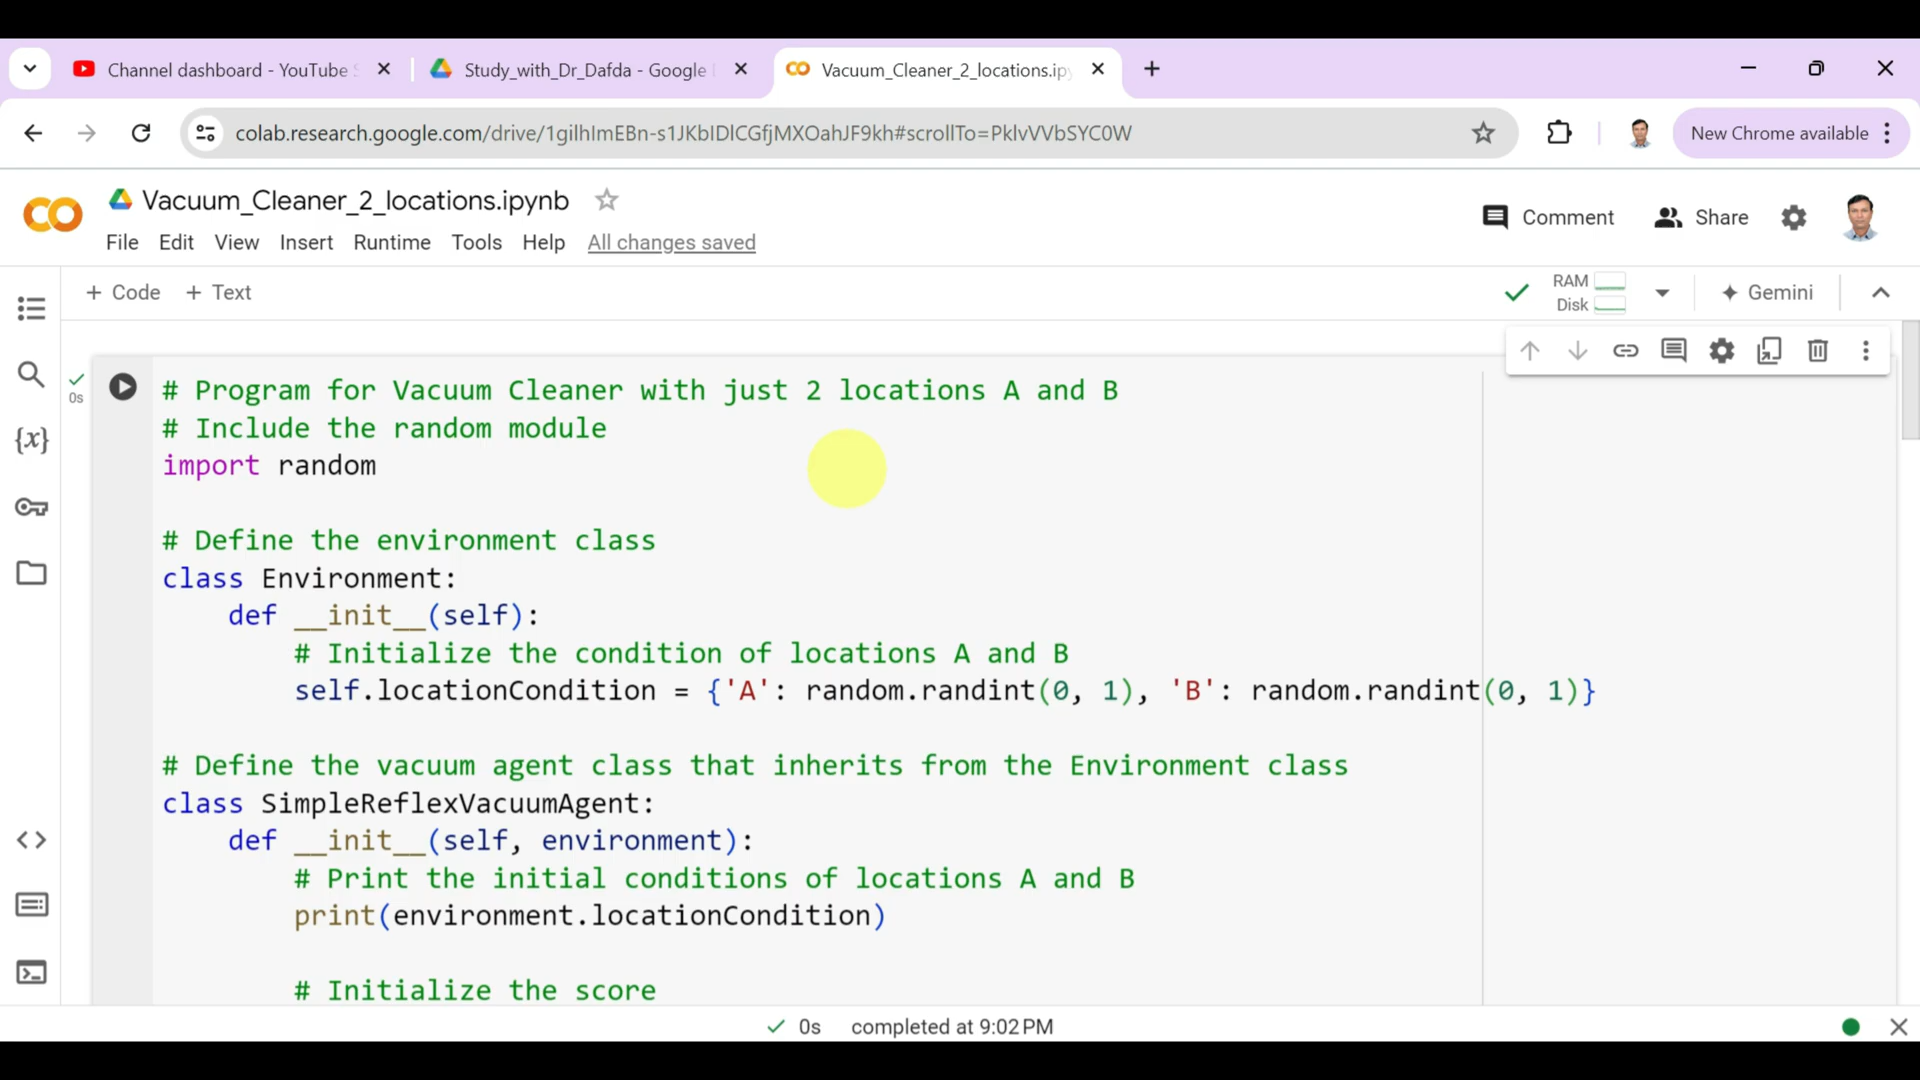 Channel dashboard - YouTube
Study_with_Dr_Dafda - Google
Vacuum_Cleaner_2_locations.ipy
colab.research.google.com/drive/1gilhImEBn-s1JKbIDlCGfjMXOahJF9kh#scrollTo=PklvVVbSYC0W
New Chrome available
Vacuum_Cleaner_2_locations.ipynb
File Edit View Insert Runtime Tools Help All changes saved
Comment Share
+ Code + Text
RAM
Disk
Gemini
{x}
0s
# Program for Vacuum Cleaner with just 2 locations A and B
# Include the random module
import random
# Define the environment class
class Environment:
def __init__(self):
# Initialize the condition of locations A and B
self.locationCondition = {'A': random.randint(0, 1), 'B': random.randint(0, 1)}
# Define the vacuum agent class that inherits from the Environment class
class SimpleReflexVacuumAgent:
def __init__(self, environment):
# Print the initial conditions of locations A and B
print(environment.locationCondition)
# Initialize the score
0s completed at 9:02 PM